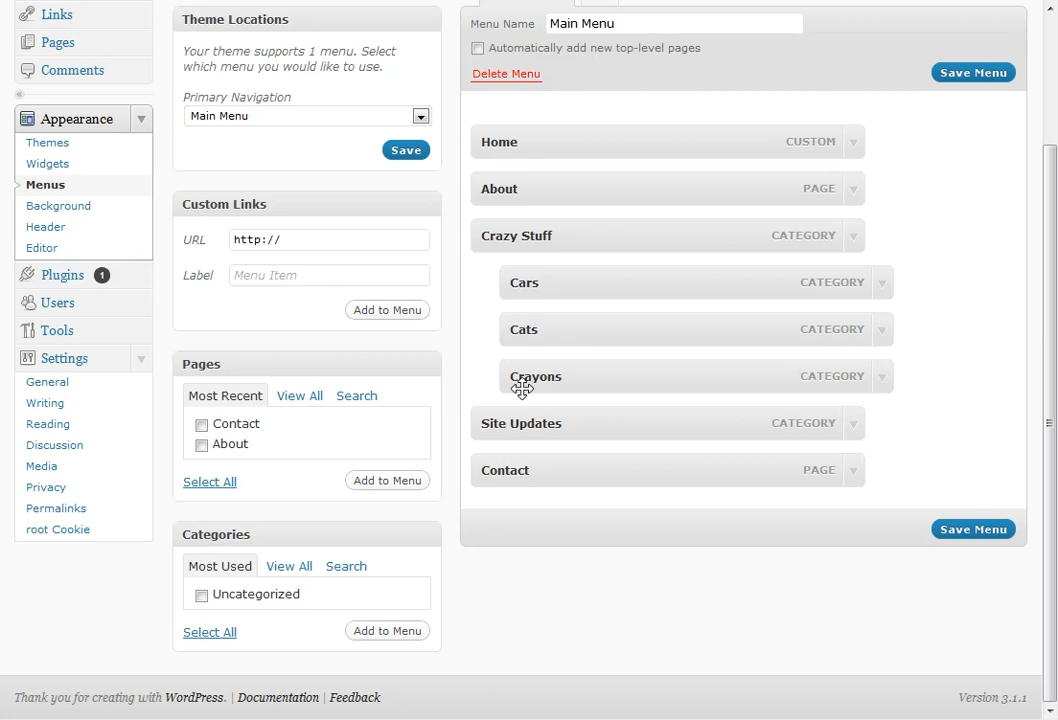 Links
Pages
Comments
Appearance
Themes
Widgets
Menus
Background
Header
Editor
Plugins 1
Users
Tools
Settings
General
Writing
Reading
Discussion
Media
Privacy
Permalinks
root Cookie
Theme Locations
Your theme supports 1 menu. Select
which menu you would like to use.
Primary Navigation
Main Menu
Save
Custom Links
URL http://
Label Menu Item
Add to Menu
Pages
Most Recent View All Search
Contact
About
Select All Add to Menu
Categories
Most Used View All Search
Uncategorized
Select All Add to Menu
Menu Name Main Menu
Automatically add new top-level pages
Delete Menu Save Menu
Home CUSTOM
About PAGE
Crazy Stuff CATEGORY
Cars CATEGORY
Cats CATEGORY
Crayons CATEGORY
Site Updates CATEGORY
Contact PAGE
Save Menu
Thank you for creating with WordPress. | Documentation | Feedback Version 3.1.1